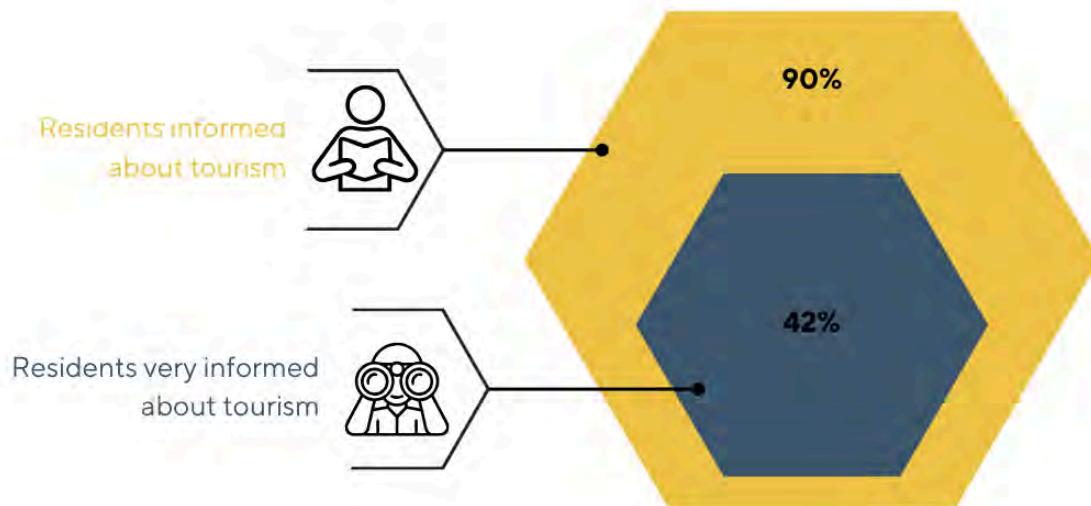 90%
Residents informed
about tourism
42%
Residents very informed
about tourism